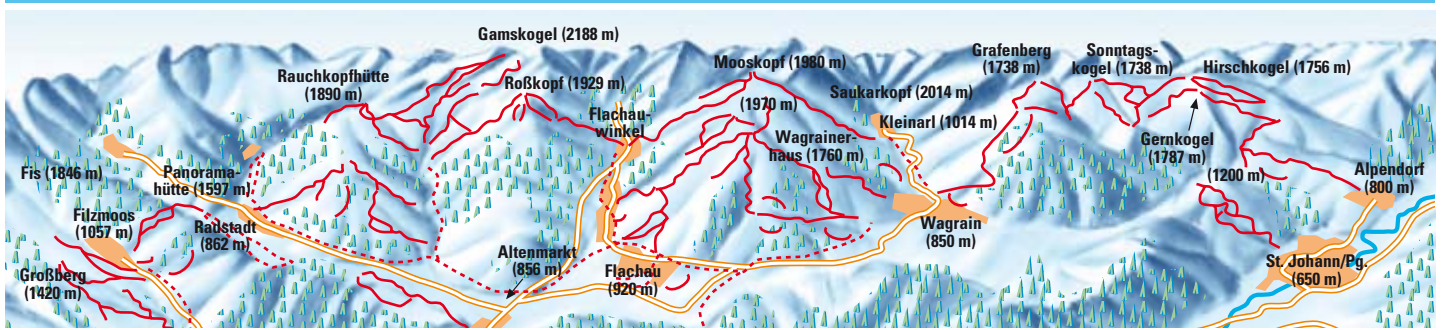 Gamskogel (2188 m)
Rauchkopfhütte
(1890 m)
Roßkopf (1929 m)
Flachau-
winkel
Mooskopf (1980 m)
(1970 m)
Wagrainer-
haus (1760 m)
Saukarkopf (2014 m)
Kleinarl (1014 m)
Grafenberg
(1738 m)
Sonntags-
kogel (1738 m)
Hirschkogel (1756 m)
Gernkogel
(1787 m)
(1200 m)
Alpendorf
(800 m)
Fis (1846 m)
Panorama-
hütte (1597 m)
Filzmoos
(1057 m)
Radstadt
(862 m)
Großberg
(1420 m)
Altenmarkt
(856 m)
Flachau
(920 m)
Wagrain
(850 m)
St. Johann/Pg.
(650 m)